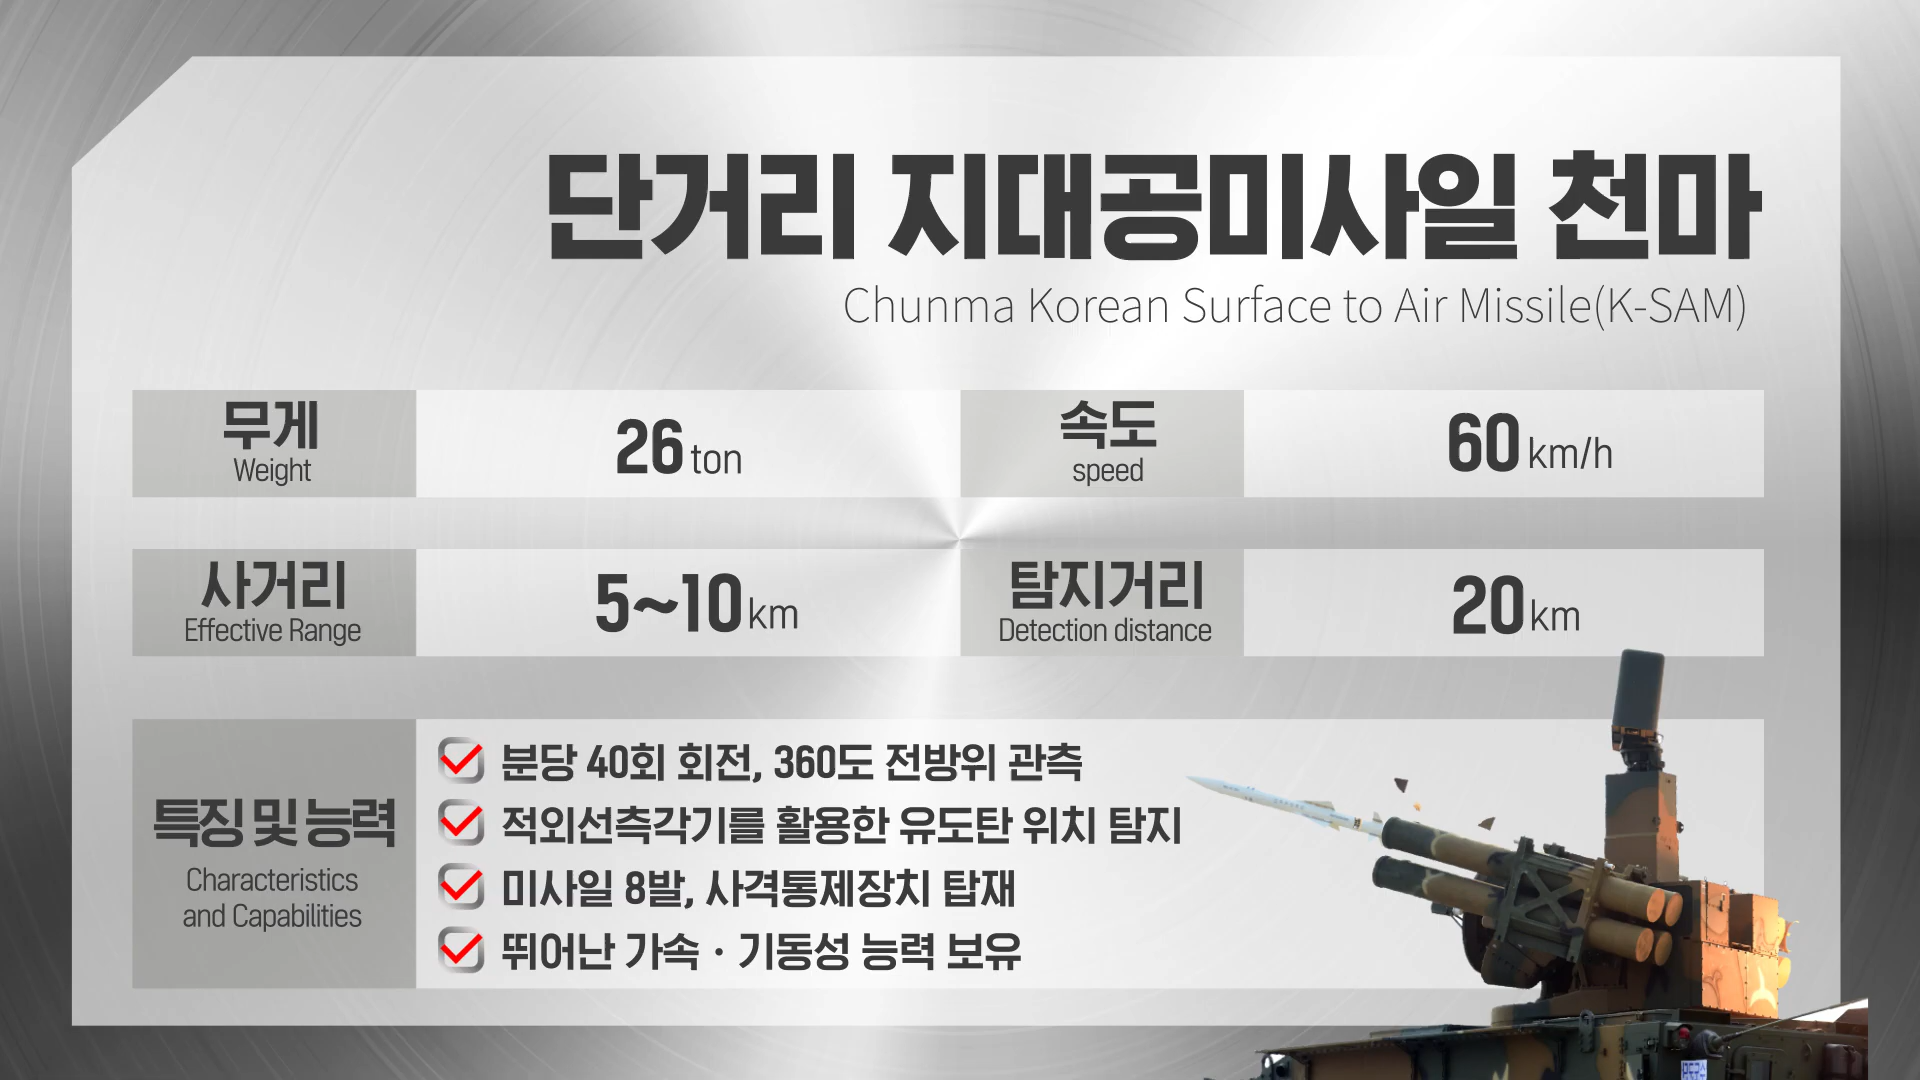 단거리 지대공미사일 천마
Chunma Korean Surface to Air Missile(K-SAM)
무게
Weight
26 ton
속도
speed
60 km/h
사거리
Effective Range
5~10 km
탐지거리
Detection distance
20 km
특징 및 능력
Characteristics
and Capabilities
분당 40회 회전, 360도 전방위 관측
적외선측각기를 활용한 유도탄 위치 탐지
미사일 8발, 사격통제장치 탑재
뛰어난 가속 · 기동성 능력 보유